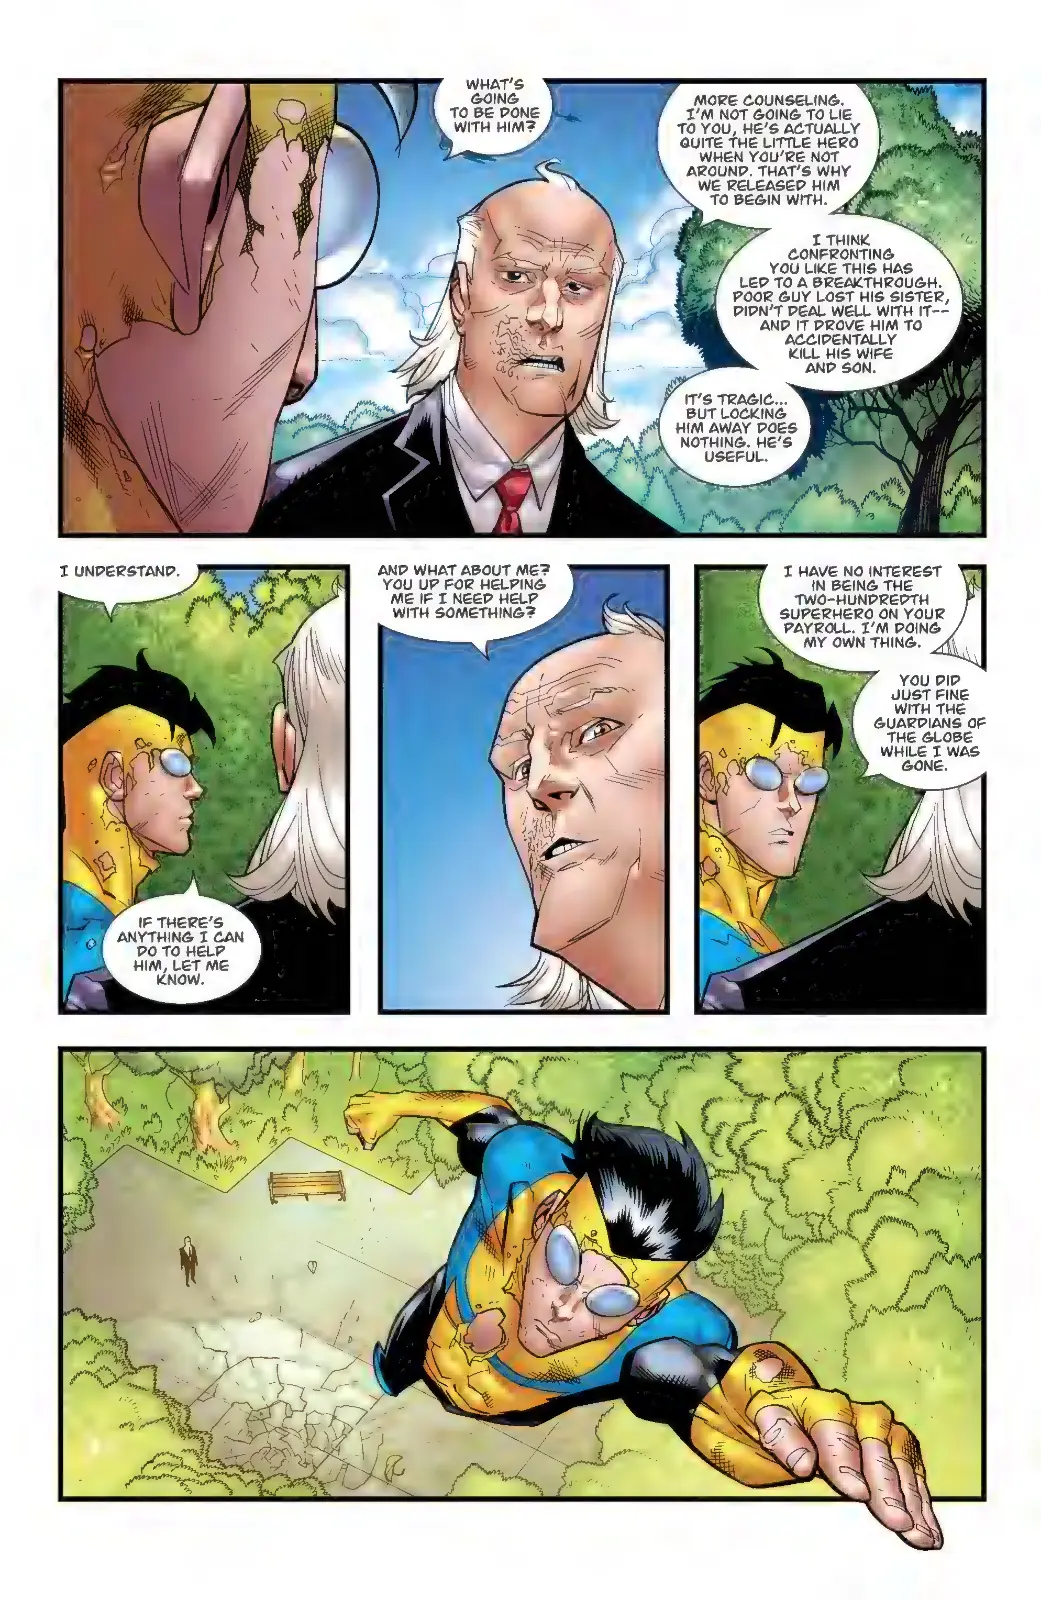 WHAT'S
GOING
TO BE DONE
WITH HIM?
MORE COUNSELING.
I'M NOT GOING TO LIE
TO YOU, HE'S ACTUALLY
QUITE THE LITTLE HERO
WHEN YOU'RE NOT
AROUND. THAT'S WHY
WE RELEASED HIM
TO BEGIN WITH.
I THINK
CONFRONTING
YOU LIKE THIS HAS
LED TO A BREAKTHROUGH.
POOR GUY LOST HIS SISTER,
DIDN'T DEAL WELL WITH IT--
AND IT DROVE HIM TO
ACCIDENTALLY
KILL HIS WIFE
AND SON.
IT'S TRAGIC...
BUT LOCKING
HIM AWAY DOES
NOTHING. HE'S
USEFUL.
I UNDERSTAND.
IF THERE'S
ANYTHING I CAN
DO TO HELP
HIM, LET ME
KNOW.
AND WHAT ABOUT ME?
YOU UP FOR HELPING
ME IF I NEED HELP
WITH SOMETHING?
I HAVE NO INTEREST
IN BEING THE
TWO-HUNDREDTH
SUPERHERO ON YOUR
PAYROLL. I'M DOING
MY OWN THING.
YOU DID
JUST FINE
WITH THE
GUARDIANS OF
THE GLOBE
WHILE I WAS
GONE.